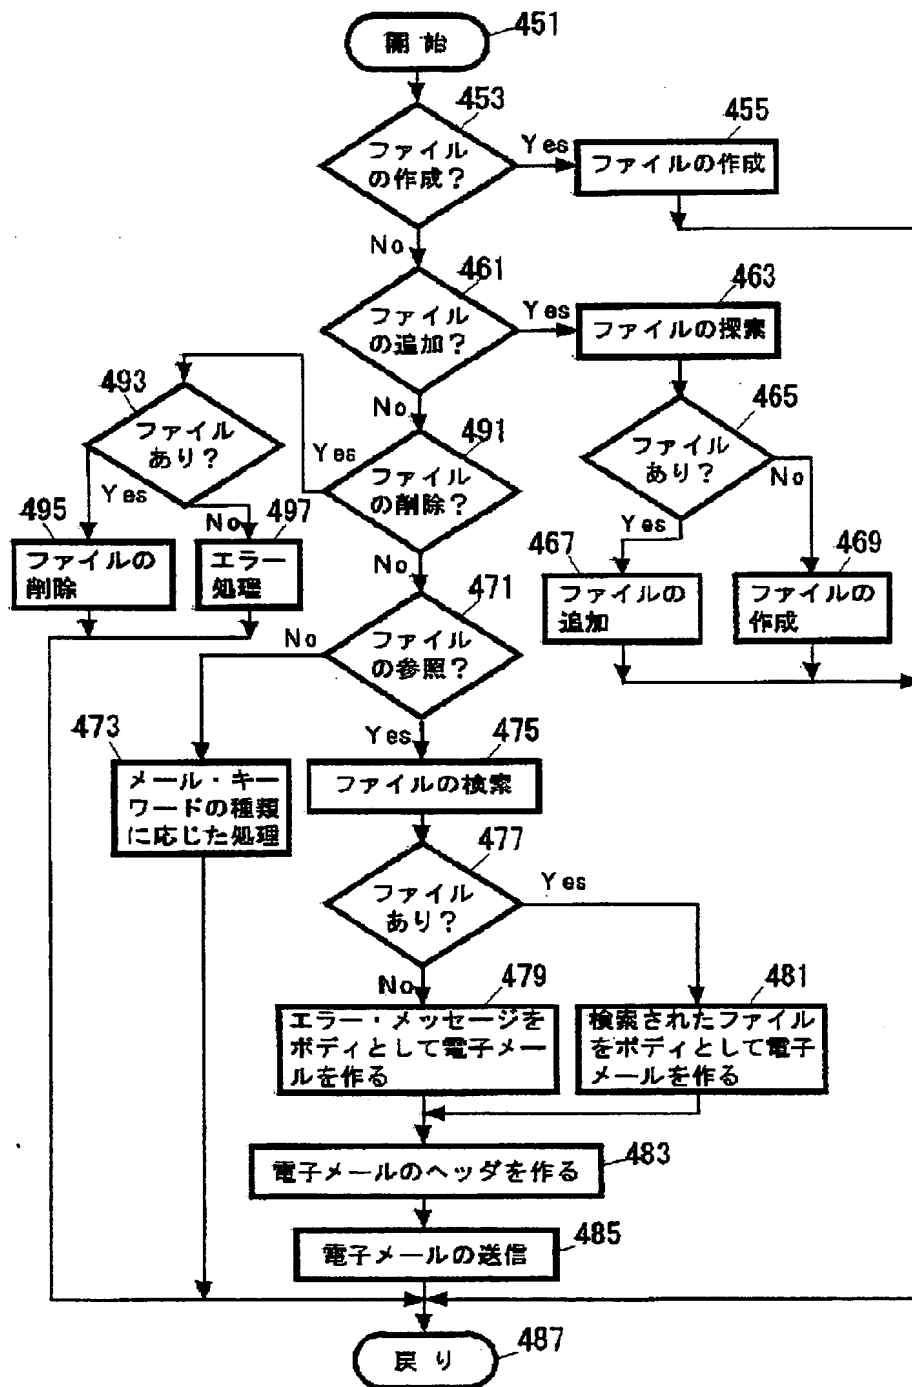 451
開始
453
ファイル
の作成？
Yes
455
ファイルの作成
No
461
ファイル
の追加？
Yes
463
ファイルの探索
No
493
ファイル
あり？
Yes
No
491
ファイル
の削除？
Yes
No
465
ファイル
あり？
Yes
No
495
ファイルの
削除
497
エラー
処理
467
ファイルの
追加
469
ファイルの
作成
471
ファイル
の参照？
No
Yes
473
メール・キー
ワードの種類
に応じた処理
475
ファイルの検索
477
ファイル
あり？
Yes
No
479
エラー・メッセージを
ボディとして電子メー
ルを作る
481
検索されたファイル
をボディとして電子
メールを作る
電子メールのヘッダを作る
483
電子メールの送信
485
戻り
487